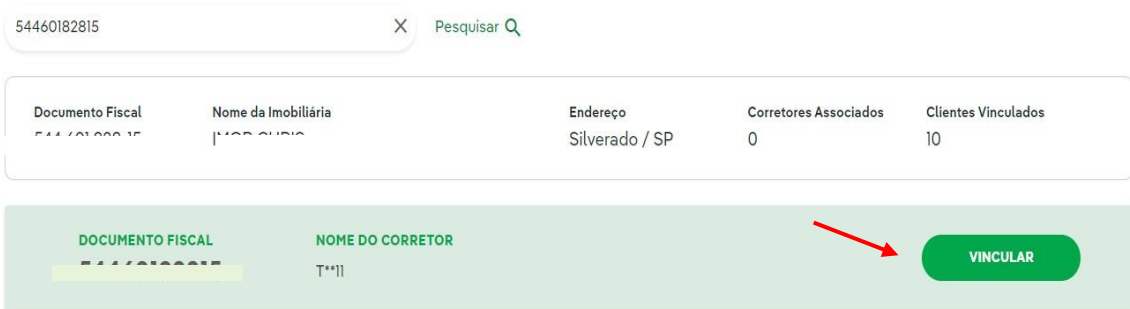 54460182815 X Pesquisar
Documento Fiscal Nome da Imobiliária Endereço Corretores Associados Clientes Vinculados
Silverado / SP 0 10
DOCUMENTO FISCAL NOME DO CORRETOR
T**ll
VINCULAR